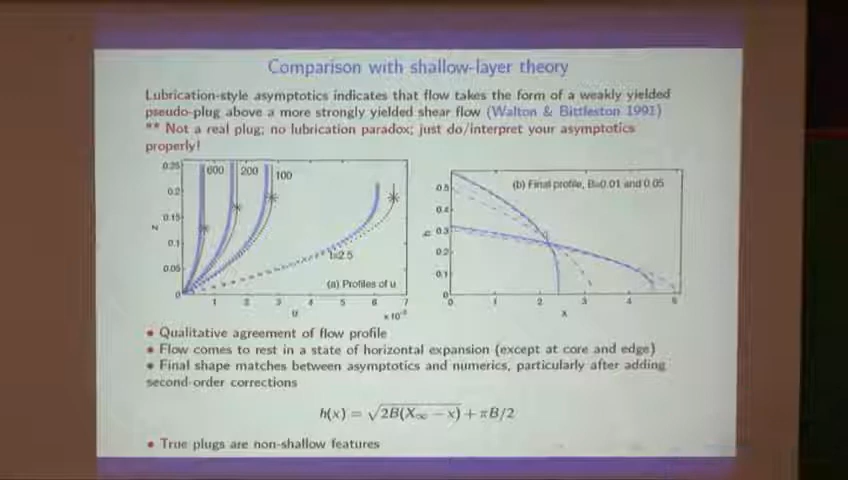 Comparison with shallow-layer theory
Lubrication-style asymptotics indicates that flow takes the form of a weakly yielded
pseudo-plug above a more strongly yielded shear flow (Walton & Bittleston 1991)
** Not a real plug; no lubrication paradox; just do/interpret your asymptotics
properly!
0.25
0.2
0.15
0.1
0.05
0
z
600
200
100
t=2.5
(a) Profiles of u
1 2 3 4 5 6 7
u
0.5
0.4
0.3
0.2
0.1
0
h
(b) Final profile, B=0.01 and 0.05
0 1 2 3 4 5
x
• Qualitative agreement of flow profile
• Flow comes to rest in a state of horizontal expansion (except at core and edge)
• Final shape matches between asymptotics and numerics, particularly after adding
second-order corrections
h(x) = √2B(X∞ − x) + πB/2
• True plugs are non-shallow features